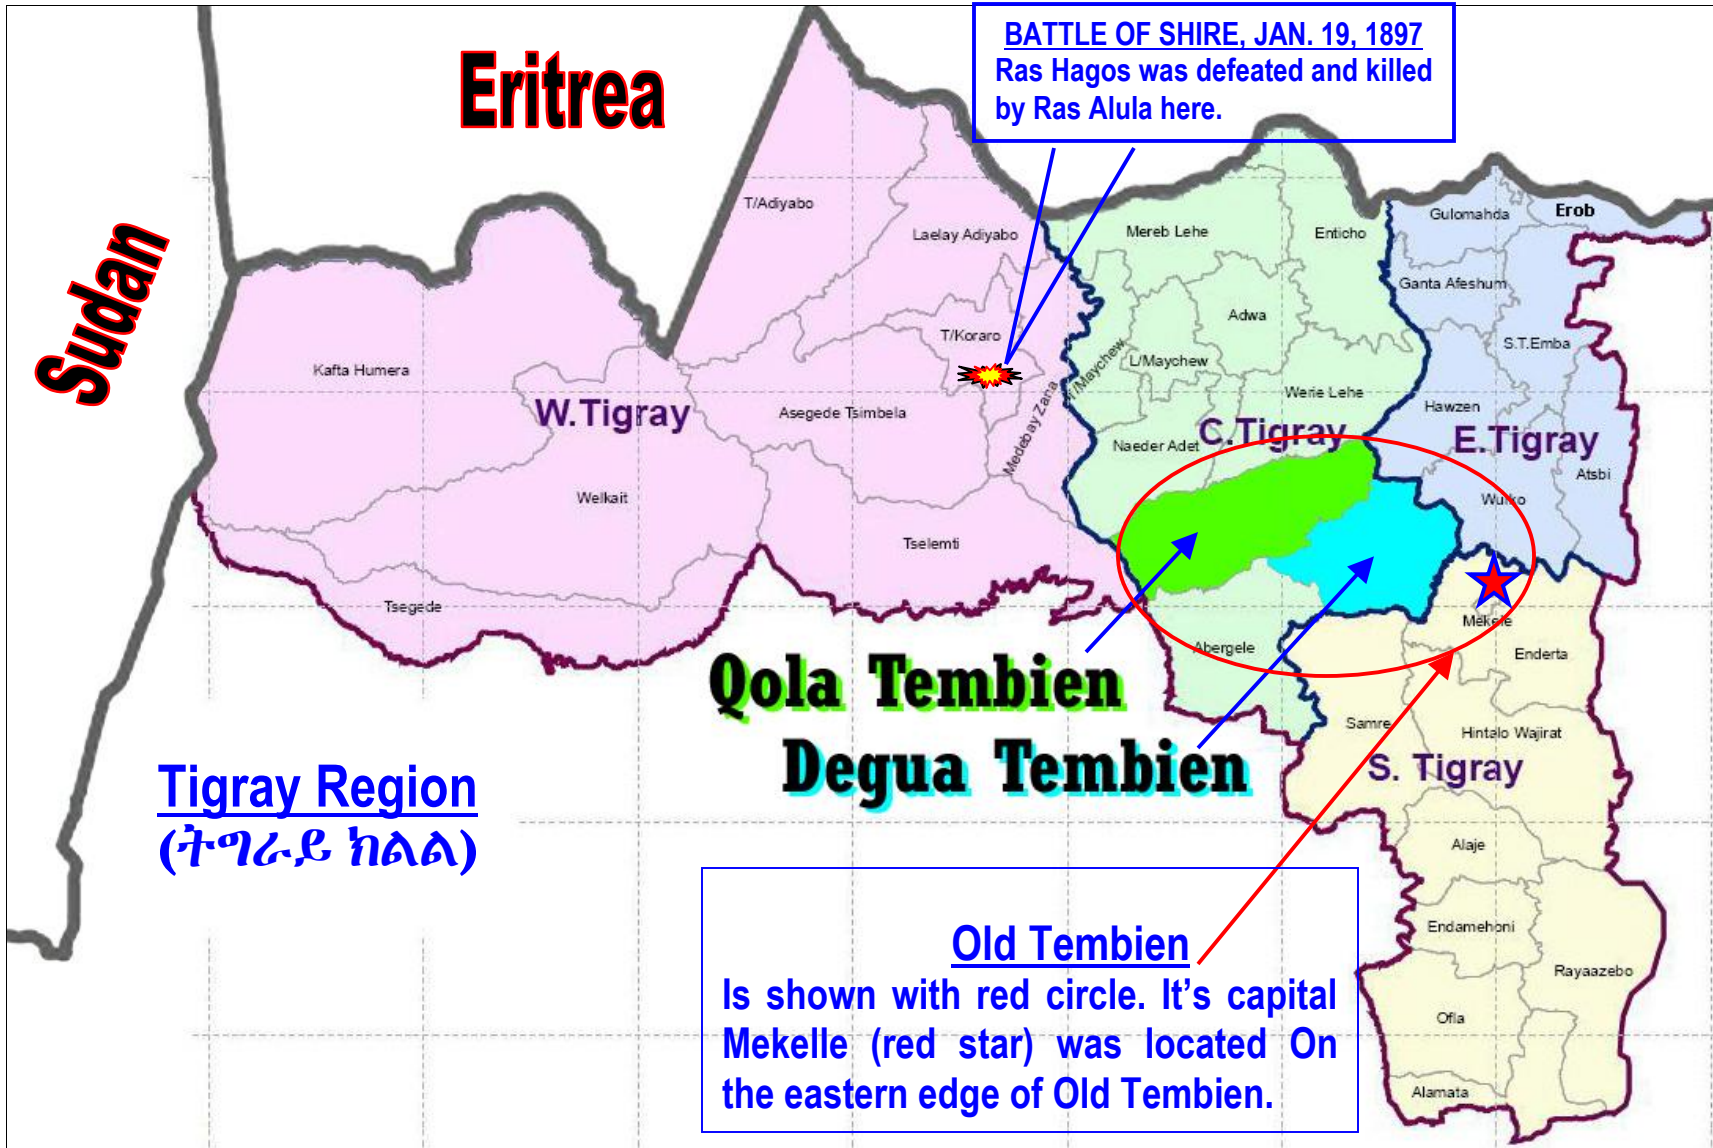 BATTLE OF SHIRE, JAN. 19, 1897
Ras Hagos was defeated and killed
by Ras Alula here.
Eritrea
Sudan
T/Adiyabo
Laelay Adiyabo
Mereb Lehe
Enticho
Gulomahda
Erob
Ganta Afeshum
Adwa
T/Koraro
S.T.Emba
L/Maychew
T/Maychew
Kafta Humera
Werie Lehe
Hawzen
W.Tigray
Asegede Tsimbela
Medebay Zana
Naeder Adet
C.Tigray
E.Tigray
Atsbi
Welkait
Wulko
Tselemti
Tsegede
Mekele
Abergele
Enderta
Qola Tembien
Samre
Hintalo Wajirat
Degua Tembien
S. Tigray
Tigray Region
(ትግራይ ክልል)
Alaje
Endamehoni
Rayaazebo
Ofla
Alamata
Old Tembien
Is shown with red circle. It’s capital
Mekelle (red star) was located On
the eastern edge of Old Tembien.